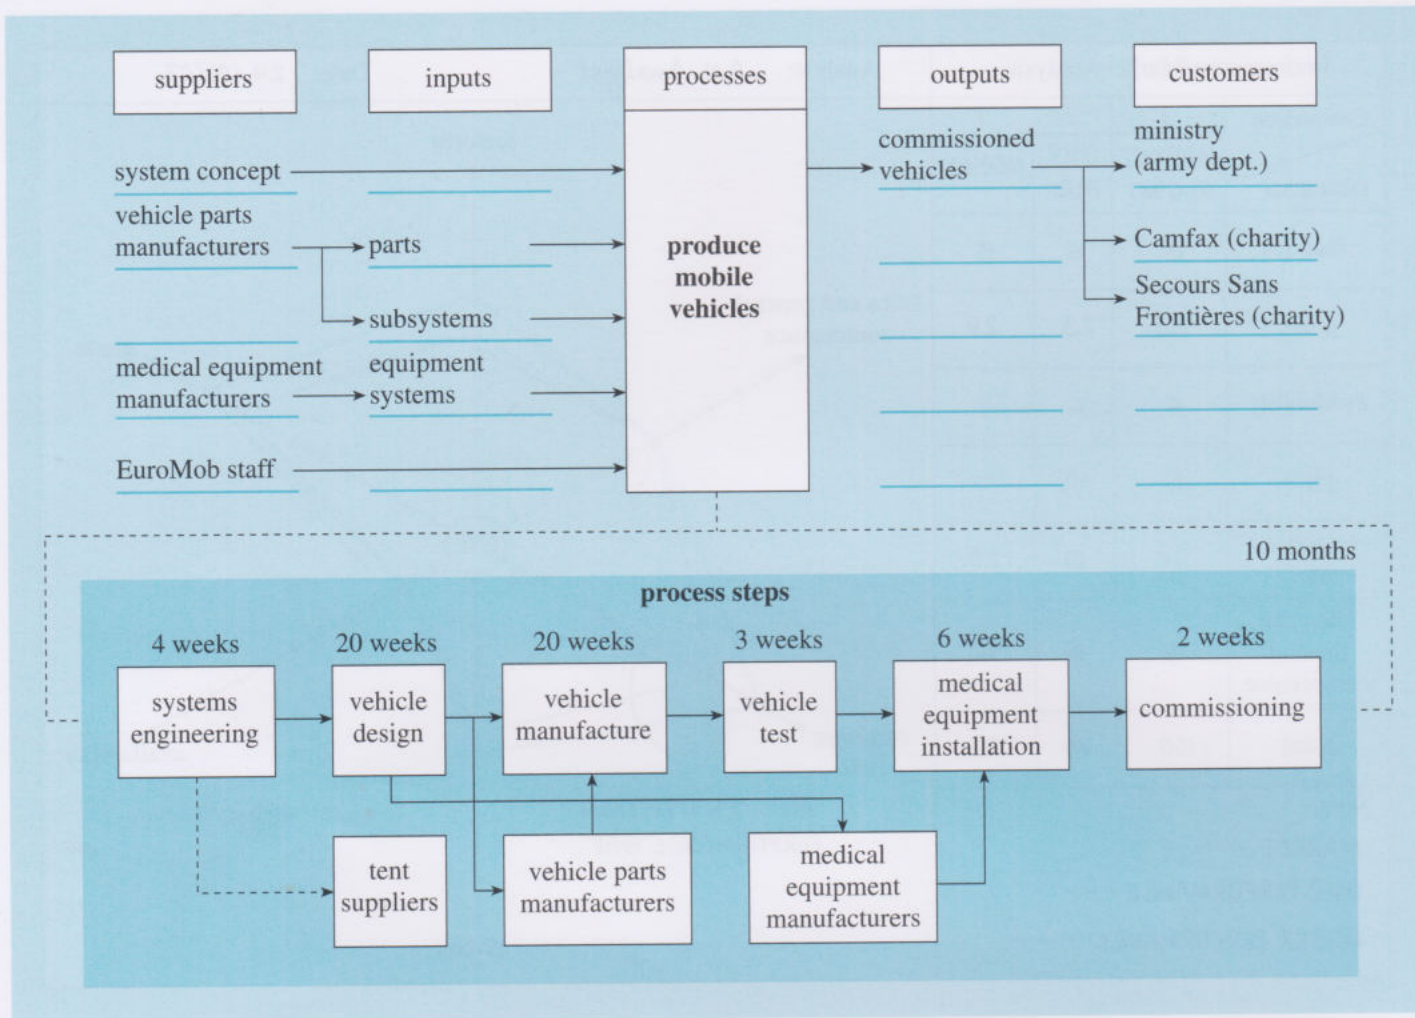 suppliers
inputs
processes
outputs
customers
system concept
vehicle parts
manufacturers
parts
subsystems
medical equipment
manufacturers
equipment
systems
EuroMob staff
produce
mobile
vehicles
commissioned
vehicles
ministry
(army dept.)
Camfax (charity)
Secours Sans
Frontières (charity)
10 months
process steps
4 weeks
20 weeks
20 weeks
3 weeks
6 weeks
2 weeks
systems
engineering
vehicle
design
vehicle
manufacture
vehicle
test
medical
equipment
installation
commissioning
tent
suppliers
vehicle parts
manufacturers
medical
equipment
manufacturers